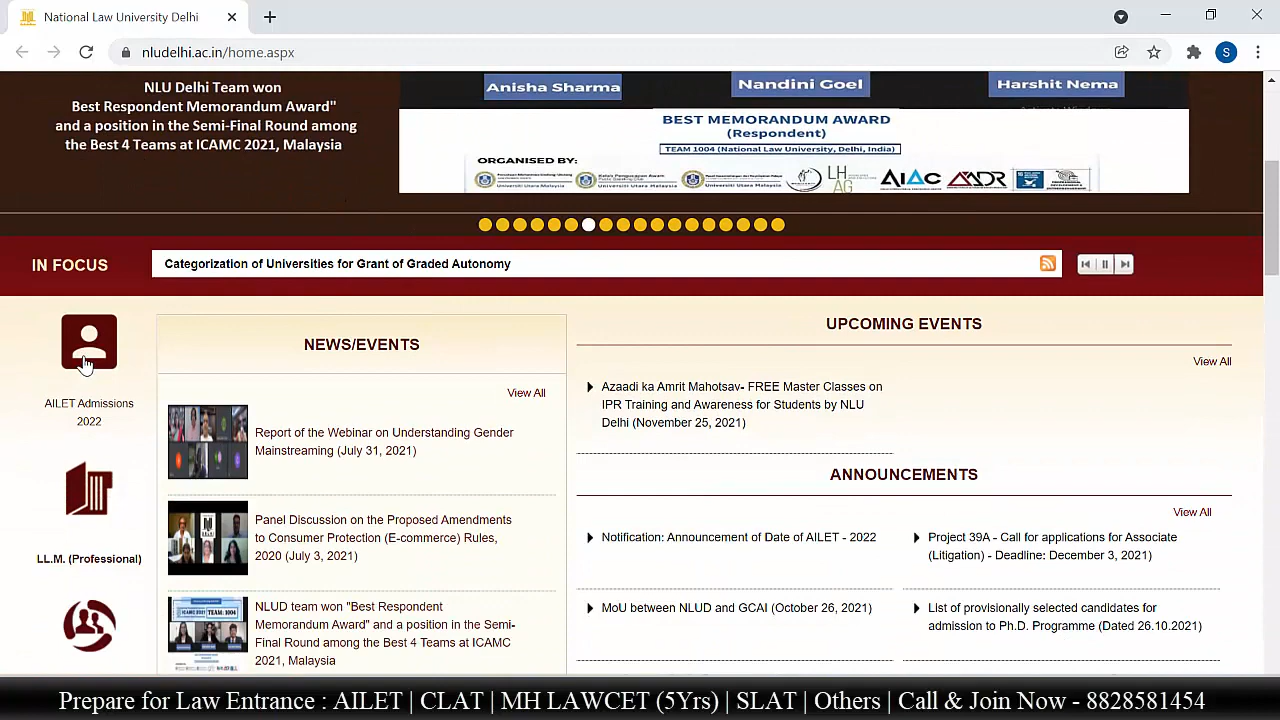 National Law University Delhi
nludelhi.ac.in/home.aspx
S
NLU Delhi Team won
Best Respondent Memorandum Award"
and a position in the Semi-Final Round among
the Best 4 Teams at ICAMC 2021, Malaysia
Anisha Sharma
Nandini Goel
Harshit Nema
BEST MEMORANDUM AWARD
(Respondent)
TEAM 1004 (National Law University, Delhi, India)
ORGANISED BY:
LH
AG
AIAC
IN FOCUS
Categorization of Universities for Grant of Graded Autonomy
AILET Admissions
2022
LL.M. (Professional)
NEWS/EVENTS
View All
Report of the Webinar on Understanding Gender
Mainstreaming (July 31, 2021)
Panel Discussion on the Proposed Amendments
to Consumer Protection (E-commerce) Rules,
2020 (July 3, 2021)
NLUD team won "Best Respondent
Memorandum Award" and a position in the Semi-
Final Round among the Best 4 Teams at ICAMC
2021, Malaysia
UPCOMING EVENTS
View All
Azaadi ka Amrit Mahotsav- FREE Master Classes on
IPR Training and Awareness for Students by NLU
Delhi (November 25, 2021)
ANNOUNCEMENTS
View All
Notification: Announcement of Date of AILET - 2022
Project 39A - Call for applications for Associate
(Litigation) - Deadline: December 3, 2021)
MoU between NLUD and GCAI (October 26, 2021)
List of provisionally selected candidates for
admission to Ph.D. Programme (Dated 26.10.2021)
Prepare for Law Entrance : AILET | CLAT | MH LAWCET (5Yrs) | SLAT | Others | Call & Join Now - 8828581454